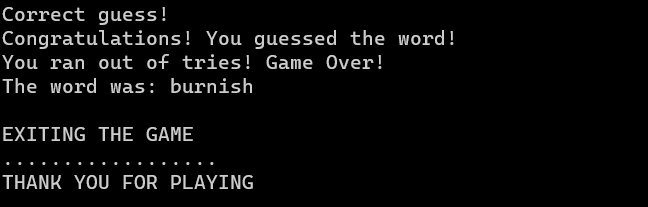 Correct guess!
Congratulations! You guessed the word!
You ran out of tries! Game Over!
The word was: burnish
EXITING THE GAME
..................
THANK YOU FOR PLAYING